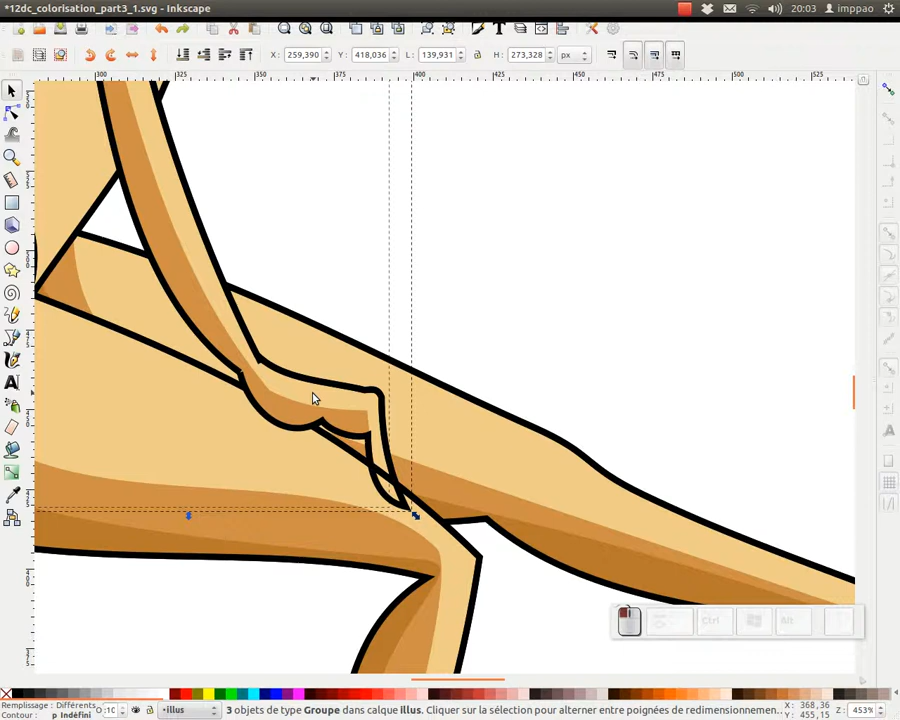 *12dc_colorisation_part3_1.svg - Inkscape
20:03 imppao
X: 259,390 Y: 418,036 L: 139,931 H: 273,328 px
300 325 350 375 400 425 450 475 500 525
Ctrl Alt
Remplissage : Différents O: 10 •illus 3 objets de type Groupe dans calque illus. Cliquer sur la sélection pour alterner entre poignées de redimensionnemen... X: 368,36 Z: 453%
Contour : p Indéfini Y: 455,15